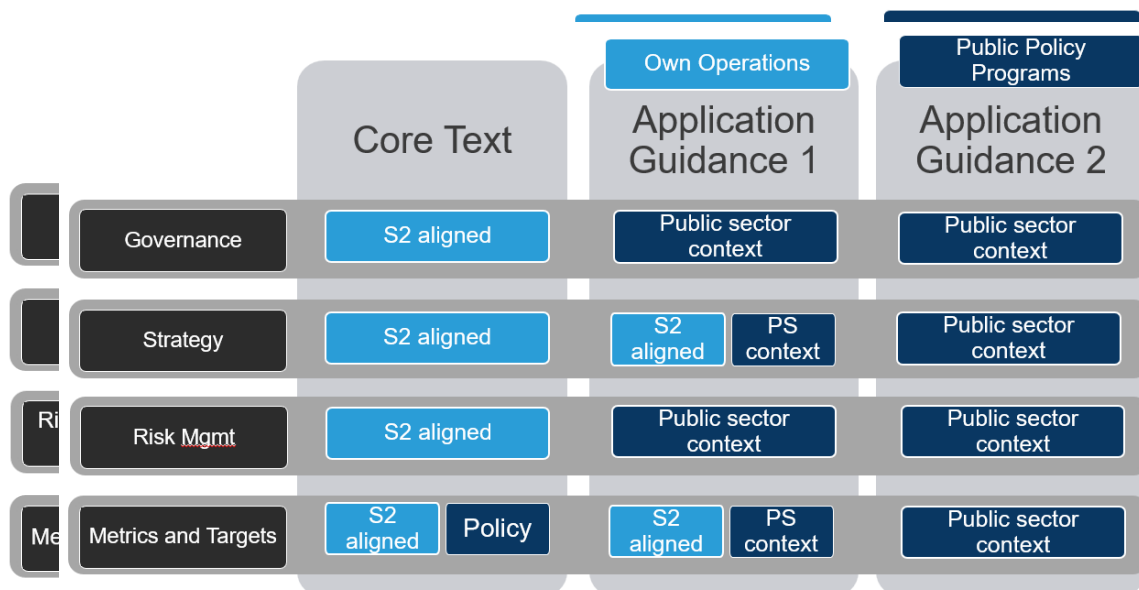 Own Operations
Public Policy
Programs
Core Text
Application
Guidance 1
Application
Guidance 2
Governance
S2 aligned
Public sector
context
Public sector
context
Strategy
S2 aligned
S2
aligned
PS
context
Public sector
context
Ri
Risk Mgmt
S2 aligned
Public sector
context
Public sector
context
Me
Metrics and Targets
S2
aligned
Policy
S2
aligned
PS
context
Public sector
context